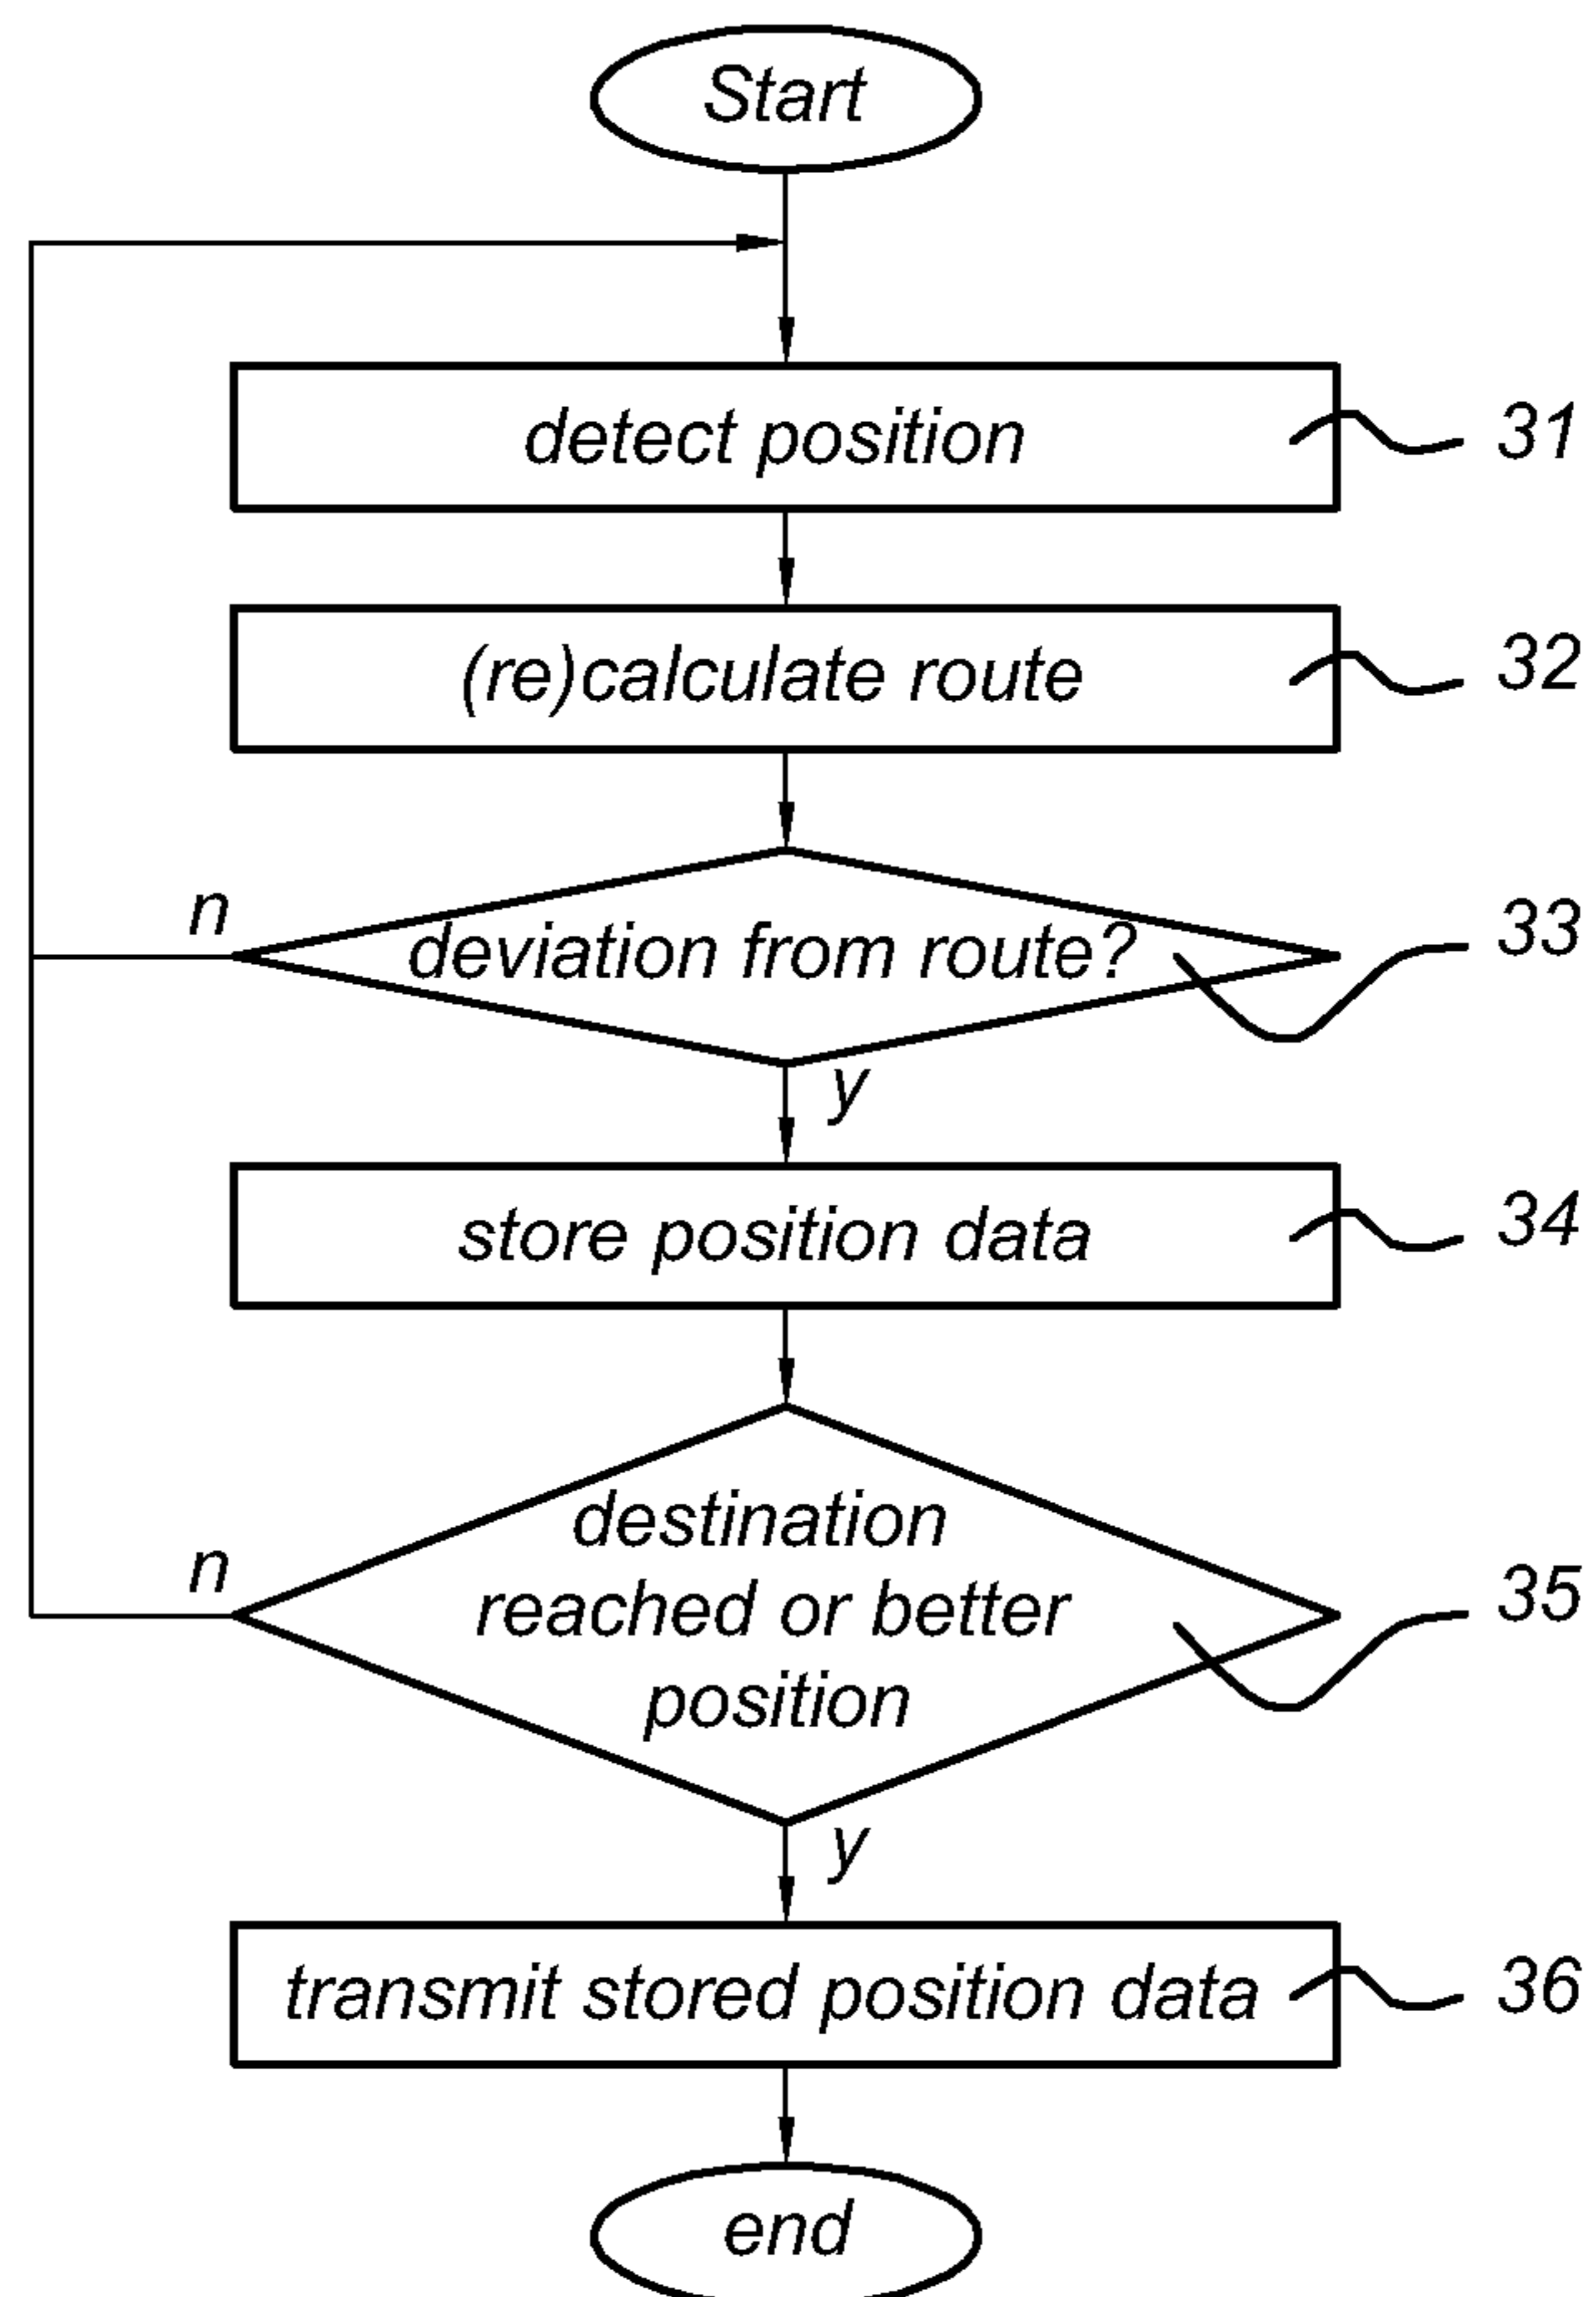 Start
detect position
31
(re)calculate route
32
n
deviation from route?
33
y
store position data
34
destination
reached or better
position
n
35
y
transmit stored position data
36
end